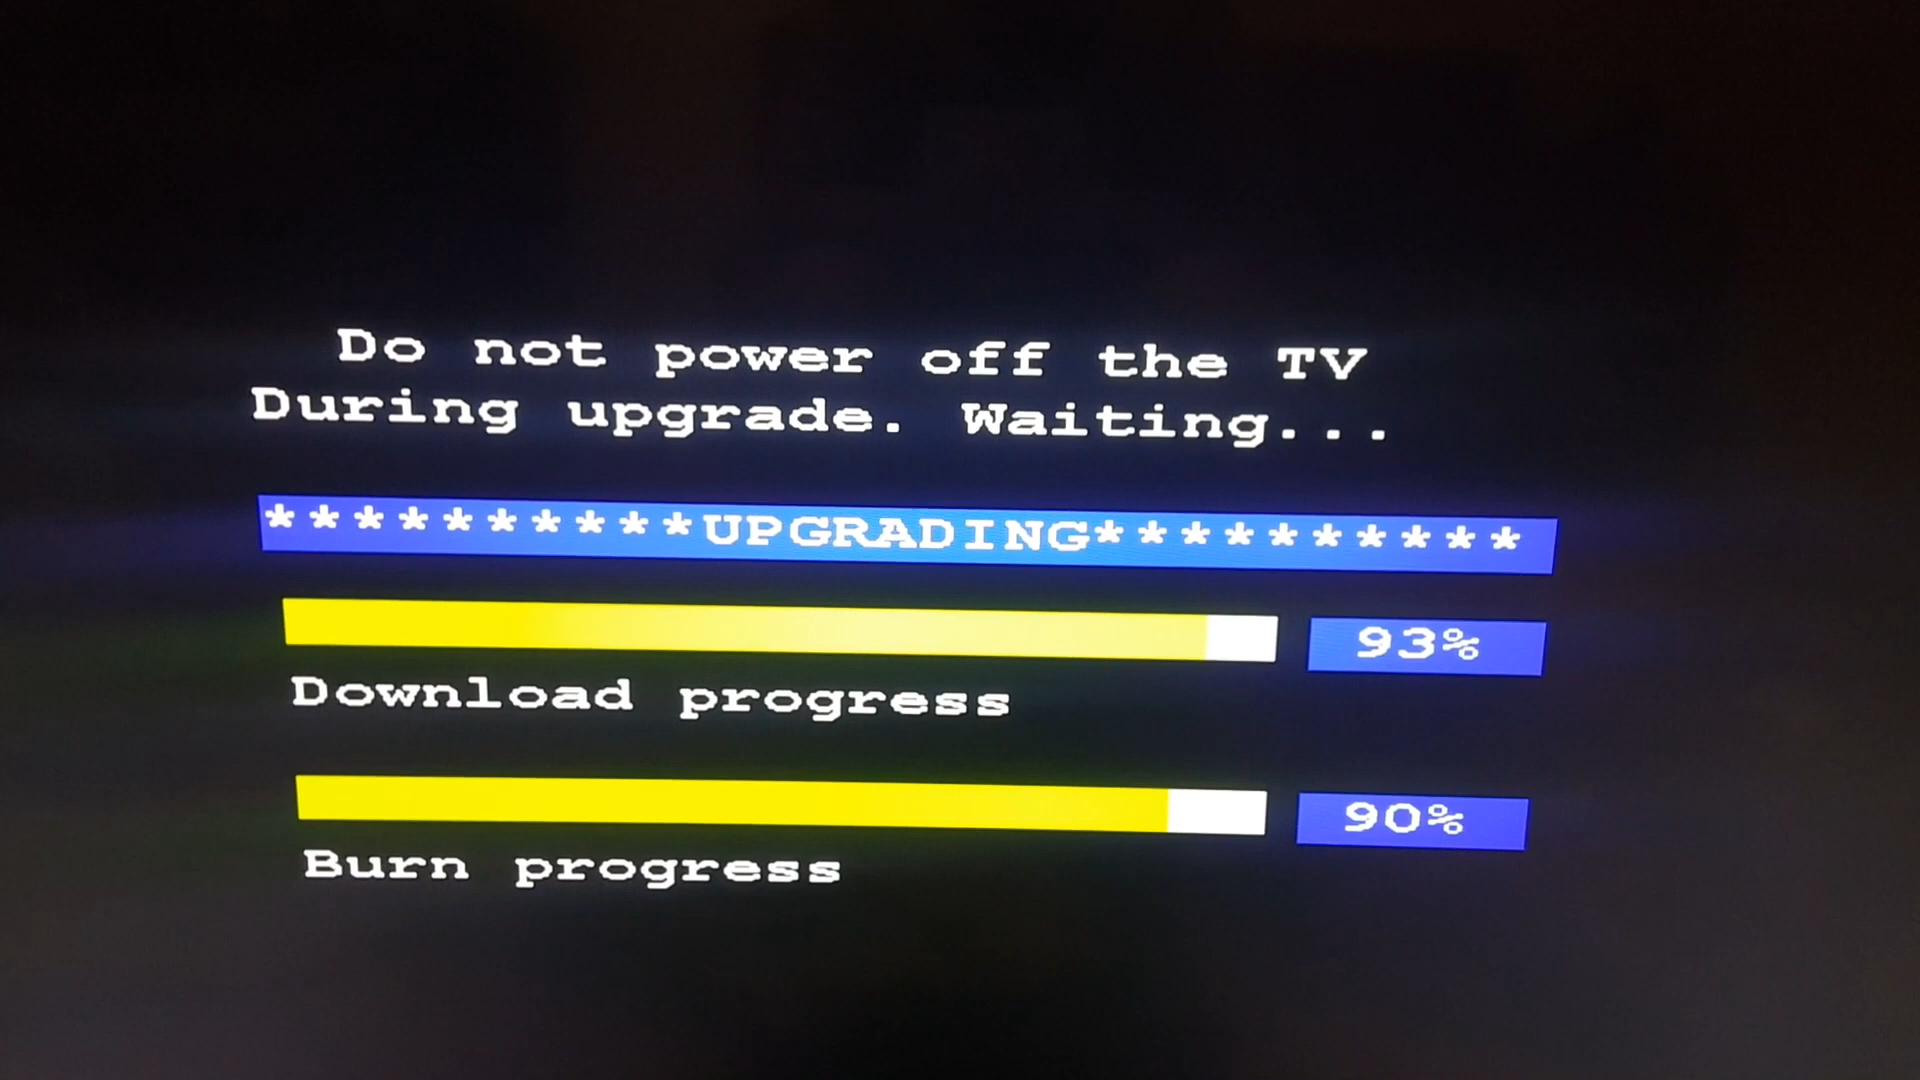 Do not power off the TV
During upgrade. Waiting...
**********UPGRADING**********
93%
Download progress
90%
Burn progress